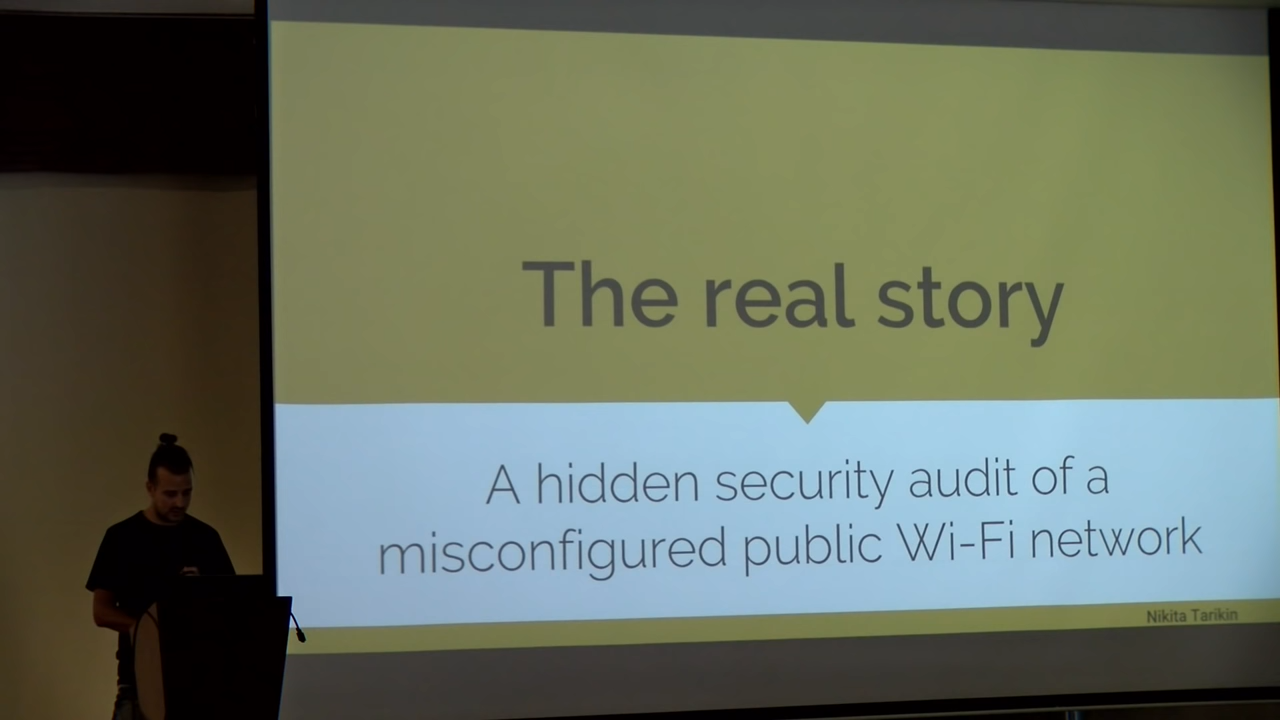 The real story
A hidden security audit of a
misconfigured public Wi-Fi network
Nikita Tarikin